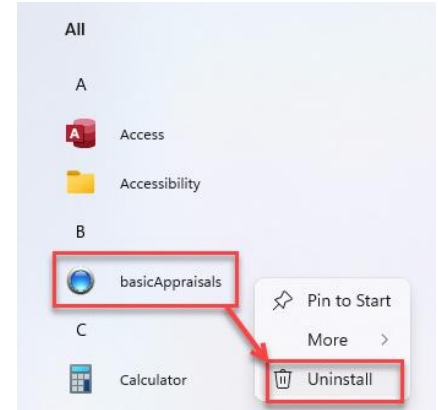 All
A
A Access
Accessibility
B
basicAppraisals
Pin to Start
C
More
Calculator
Uninstall